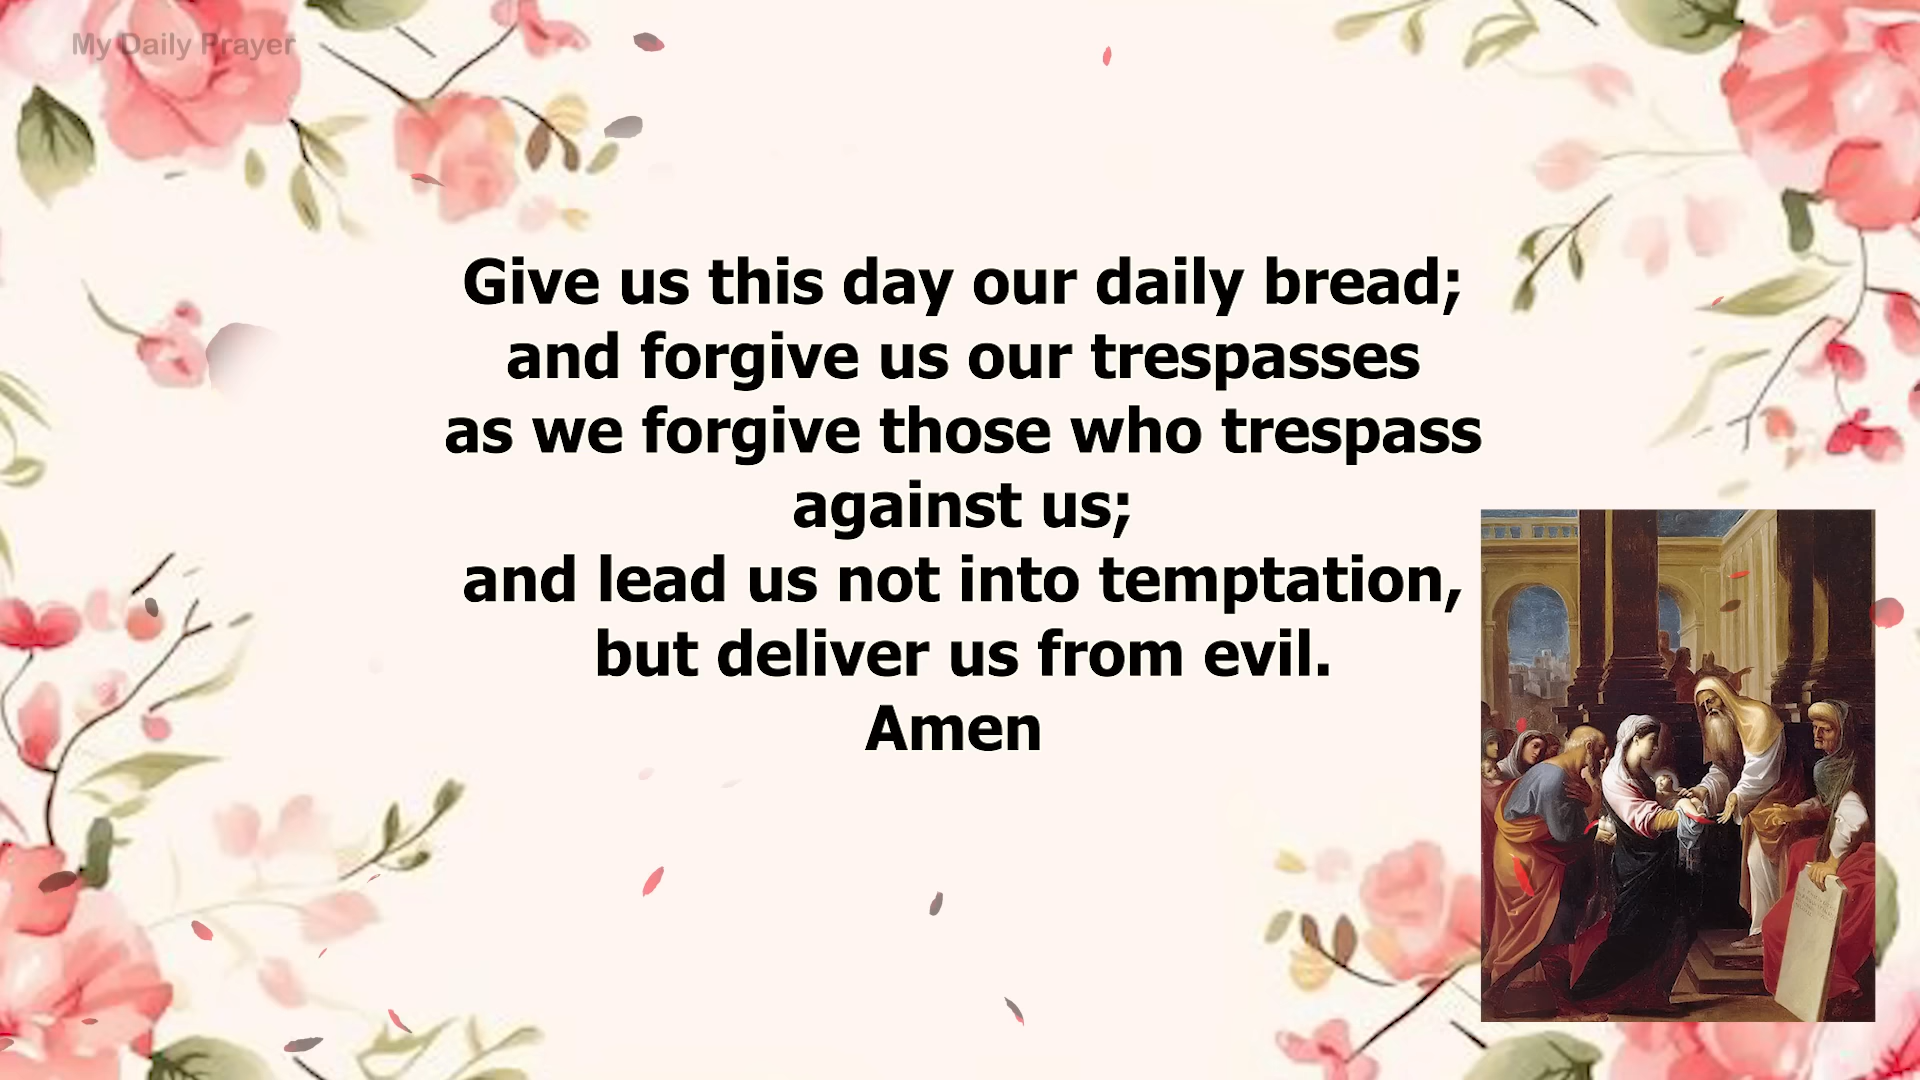 My Daily Prayer
Give us this day our daily bread;
and forgive us our trespasses
as we forgive those who trespass
against us;
and lead us not into temptation,
but deliver us from evil.
Amen